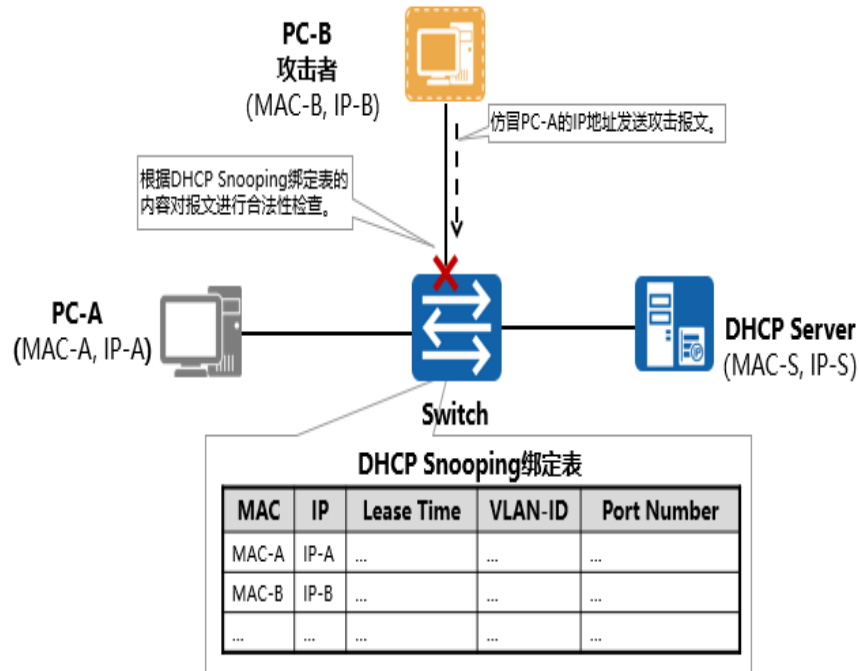 PC-B
攻击者
(MAC-B, IP-B)
仿冒PC-A的IP地址发送攻击报文。
根据DHCP Snooping绑定表的
内容对报文进行合法性检查。
PC-A
(MAC-A, IP-A)
IP
DHCP Server
(MAC-S, IP-S)
Switch
DHCP Snooping绑定表
MAC IP Lease Time VLAN-ID Port Number
MAC-A IP-A ... ... ...
MAC-B IP-B ... ... ...
... ... ... ... ...